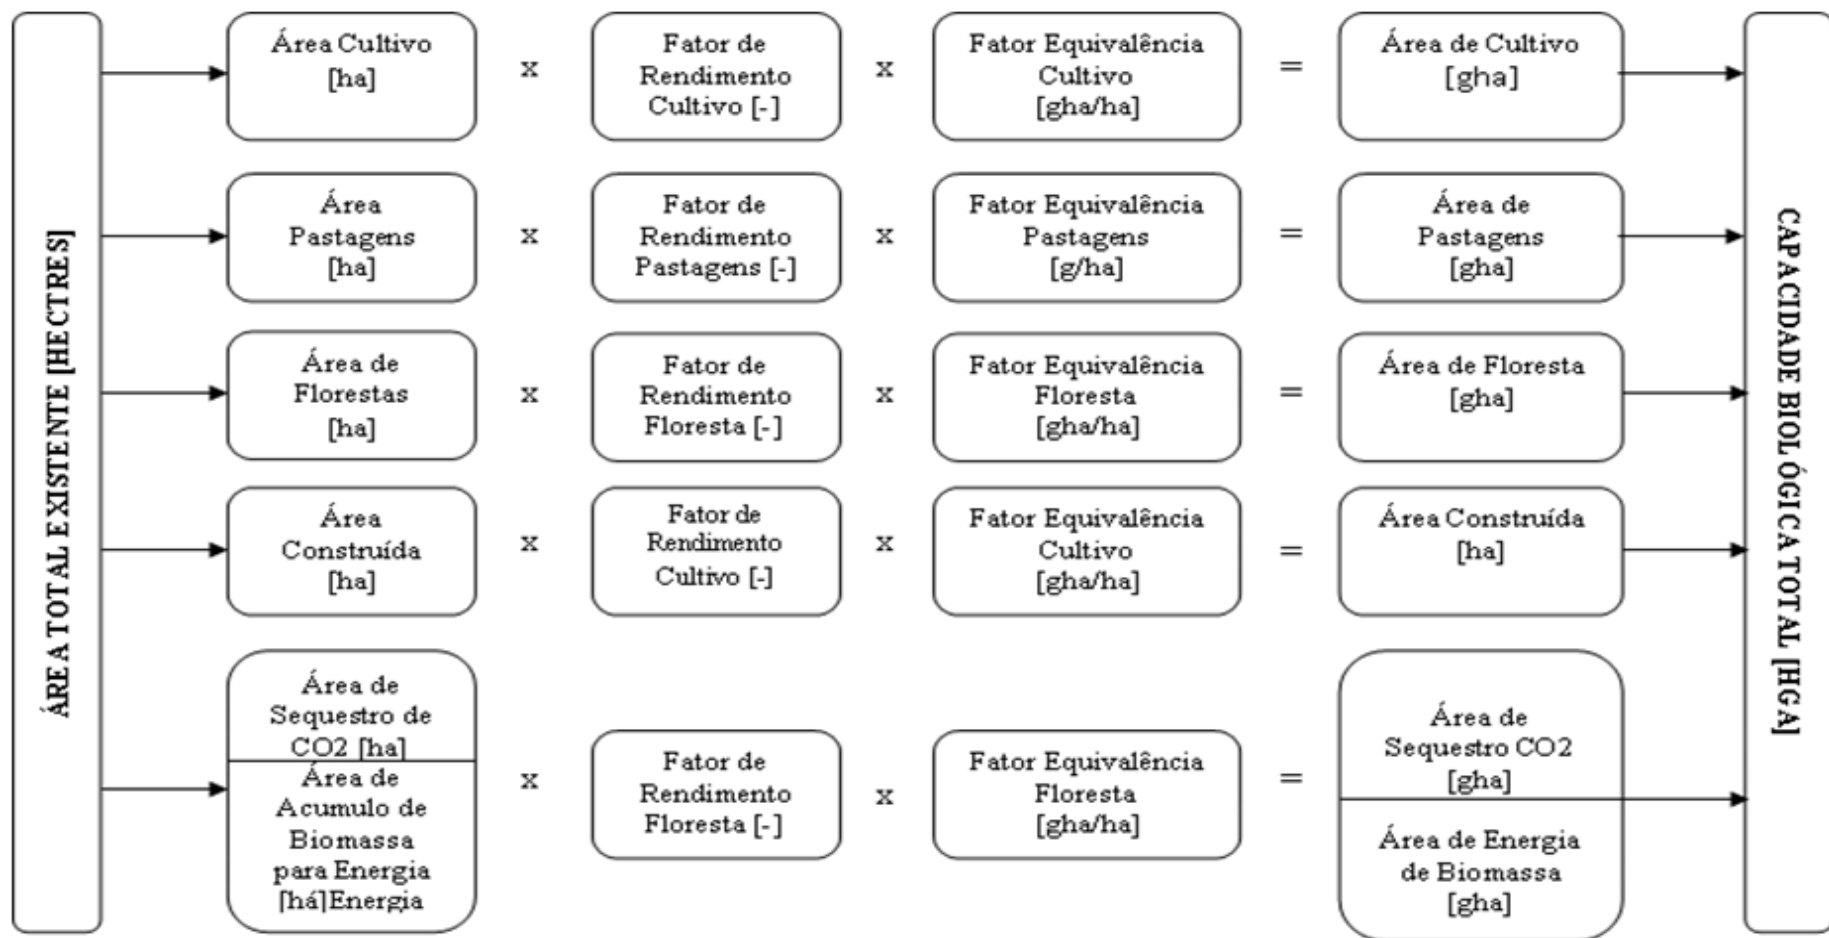 ÁREA TOTAL EXISTENTE [HECTRES]
Área Cultivo
[ha]
x
Fator de
Rendimento
Cultivo [-]
x
Fator Equivalência
Cultivo
[gha/ha]
=
Área de Cultivo
[gha]
Área
Pastagens
[ha]
x
Fator de
Rendimento
Pastagens [-]
x
Fator Equivalência
Pastagens
[g/ha]
=
Área de
Pastagens
[gha]
Área de
Florestas
[ha]
x
Fator de
Rendimento
Floresta [-]
x
Fator Equivalência
Floresta
[gha/ha]
=
Área de Floresta
[gha]
Área
Construída
[ha]
x
Fator de
Rendimento
Cultivo [-]
x
Fator Equivalência
Cultivo
[gha/ha]
=
Área Construída
[ha]
Área de
Sequestro de
CO2 [ha]
Área de
Acumulo de
Biomassa
para Energia
[há]Energia
x
Fator de
Rendimento
Floresta [-]
x
Fator Equivalência
Floresta
[gha/ha]
=
Área de
Sequestro CO2
[gha]
Área de Energia
de Biomassa
[gha]
CAPACIDADE BIOLÓGICA TOTAL [HGA]